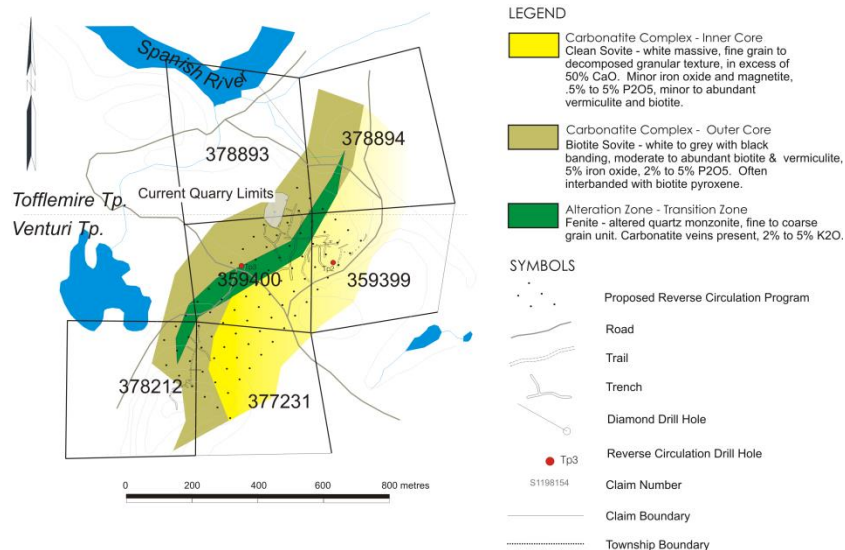 Spanish River
378894
378893
Current Quarry Limits
Tofflemire Tp.
Venturi Tp.
Tp2
359400
359399
378212
377231
0 200 400 600 800 metres
LEGEND
Carbonatite Complex - Inner Core
Clean Sovite - white massive, fine grain to
decomposed granular texture, in excess of
50% CaO. Minor iron oxide and magnetite,
.5% to 5% P2O5, minor to abundant
vermiculite and biotite.
Carbonatite Complex - Outer Core
Biotite Sovite - white to grey with black
banding, moderate to abundant biotite & vermiculite,
5% iron oxide, 2% to 5% P2O5. Often
interbanded with biotite pyroxene.
Alteration Zone - Transition Zone
Fenite - altered quartz monzonite, fine to coarse
grain unit. Carbonatite veins present, 2% to 5% K2O.
SYMBOLS
Proposed Reverse Circulation Program
Road
Trail
Trench
Diamond Drill Hole
Tp3 Reverse Circulation Drill Hole
S1198154 Claim Number
Claim Boundary
Township Boundary